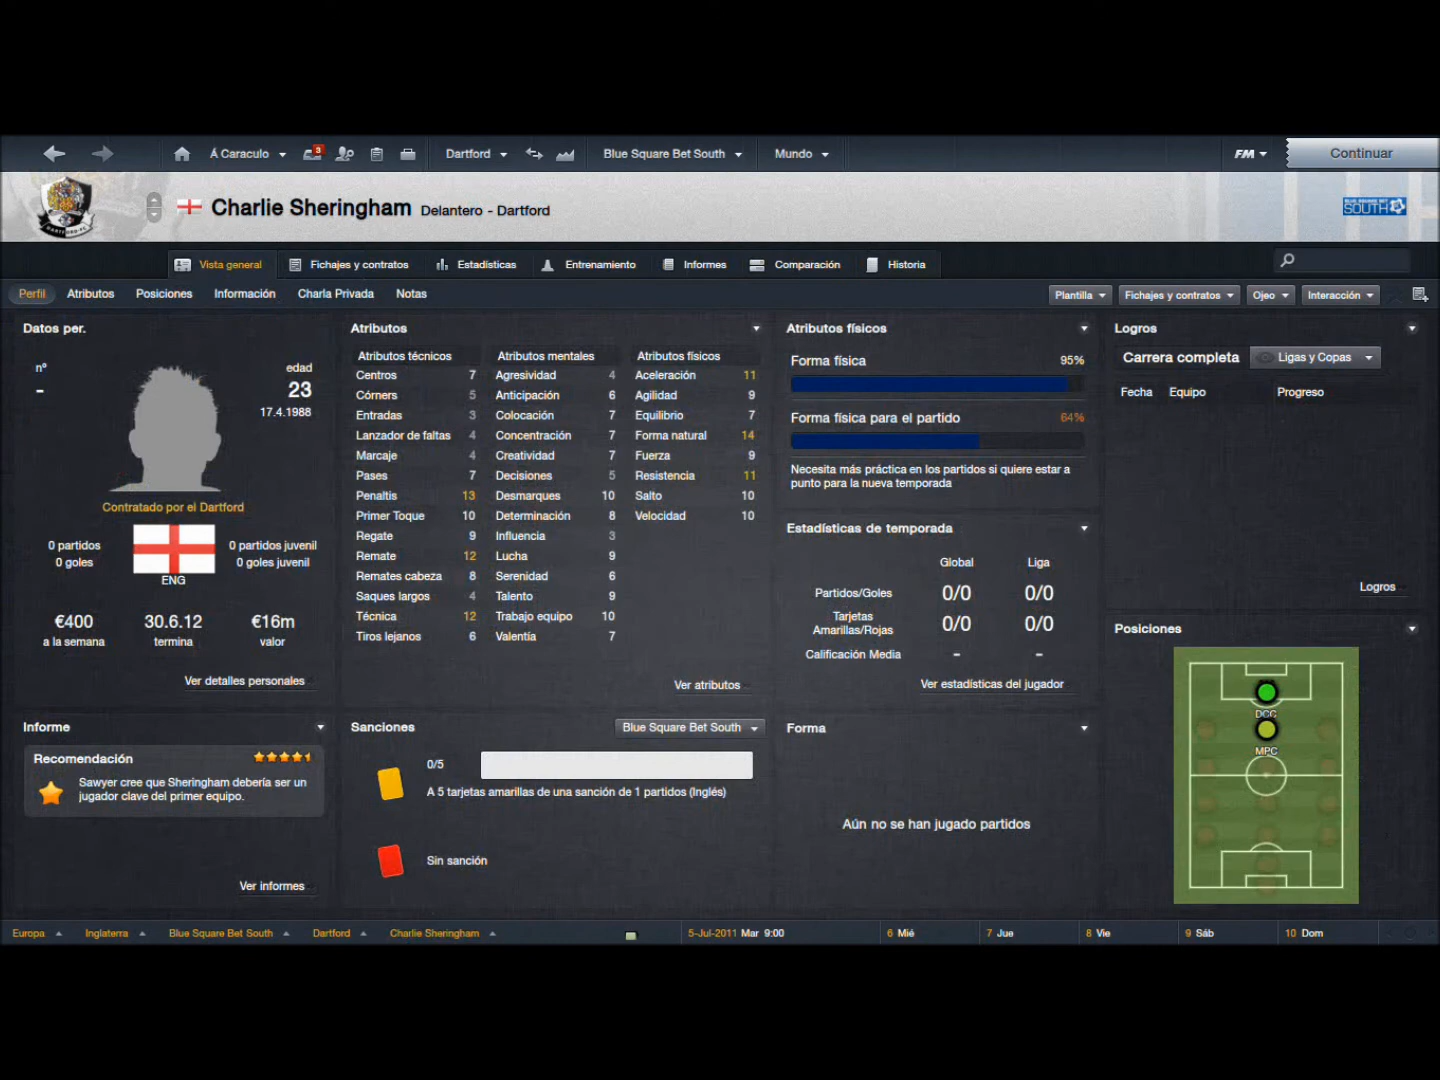 Á Caraculo
3
Dartford
Blue Square Bet South
Mundo
FM
Continuar
Charlie Sheringham Delantero - Dartford
BLUE SQUARE BET
SOUTH
Vista general
Fichajes y contratos
Estadísticas
Entrenamiento
Informes
Comparación
Historia
Perfil
Atributos
Posiciones
Información
Charla Privada
Notas
Plantilla
Fichajes y contratos
Ojeo
Interacción
Datos per.
nº
-
edad
23
17.4.1988
Contratado por el Dartford
0 partidos
0 goles
ENG
0 partidos juvenil
0 goles juvenil
€400
a la semana
30.6.12
termina
€16m
valor
Ver detalles personales
Atributos
Atributos técnicos
Centros 7
Córners 5
Entradas 3
Lanzador de faltas 4
Marcaje 4
Pases 7
Penaltis 13
Primer Toque 10
Regate 9
Remate 12
Remates cabeza 8
Saques largos 4
Técnica 12
Tiros lejanos 6
Atributos mentales
Agresividad 4
Anticipación 6
Colocación 7
Concentración 7
Creatividad 7
Decisiones 5
Desmarques 10
Determinación 8
Influencia 3
Lucha 9
Serenidad 6
Talento 9
Trabajo equipo 10
Valentía 7
Atributos físicos
Aceleración 11
Agilidad 9
Equilibrio 7
Forma natural 14
Fuerza 9
Resistencia 11
Salto 10
Velocidad 10
Ver atributos
Atributos físicos
Forma física 95%
Forma física para el partido 64%
Necesita más práctica en los partidos si quiere estar a
punto para la nueva temporada
Estadísticas de temporada
Global Liga
Partidos/Goles 0/0 0/0
Tarjetas
Amarillas/Rojas 0/0 0/0
Calificación Media - -
Ver estadísticas del jugador
Logros
Carrera completa Ligas y Copas
Fecha Equipo Progreso
Logros
Posiciones
DCC
MPC
Informe
Recomendación
Sawyer cree que Sheringham debería ser un
jugador clave del primer equipo.
Ver informes
Sanciones
Blue Square Bet South
0/5
A 5 tarjetas amarillas de una sanción de 1 partidos (Inglés)
Sin sanción
Forma
Aún no se han jugado partidos
Europa
Inglaterra
Blue Square Bet South
Dartford
Charlie Sheringham
5-Jul-2011 Mar 9:00
6 Mié
7 Jue
8 Vie
9 Sáb
10 Dom